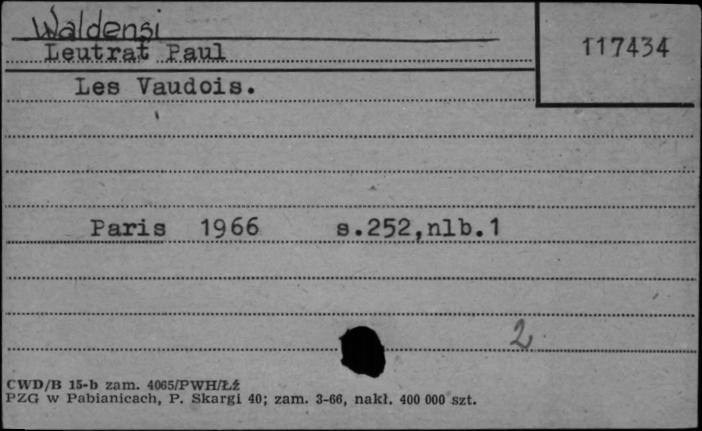 Waldensi
Leutrat Paul
117434
Les Vaudois.
Paris 1966 s.252,nlb.1
2
CWD/B 15-b zam. 4065/PWH/Łź
PZG w Pabianicach, P. Skargi 40; zam. 3-66, nakł. 400 000 szt.